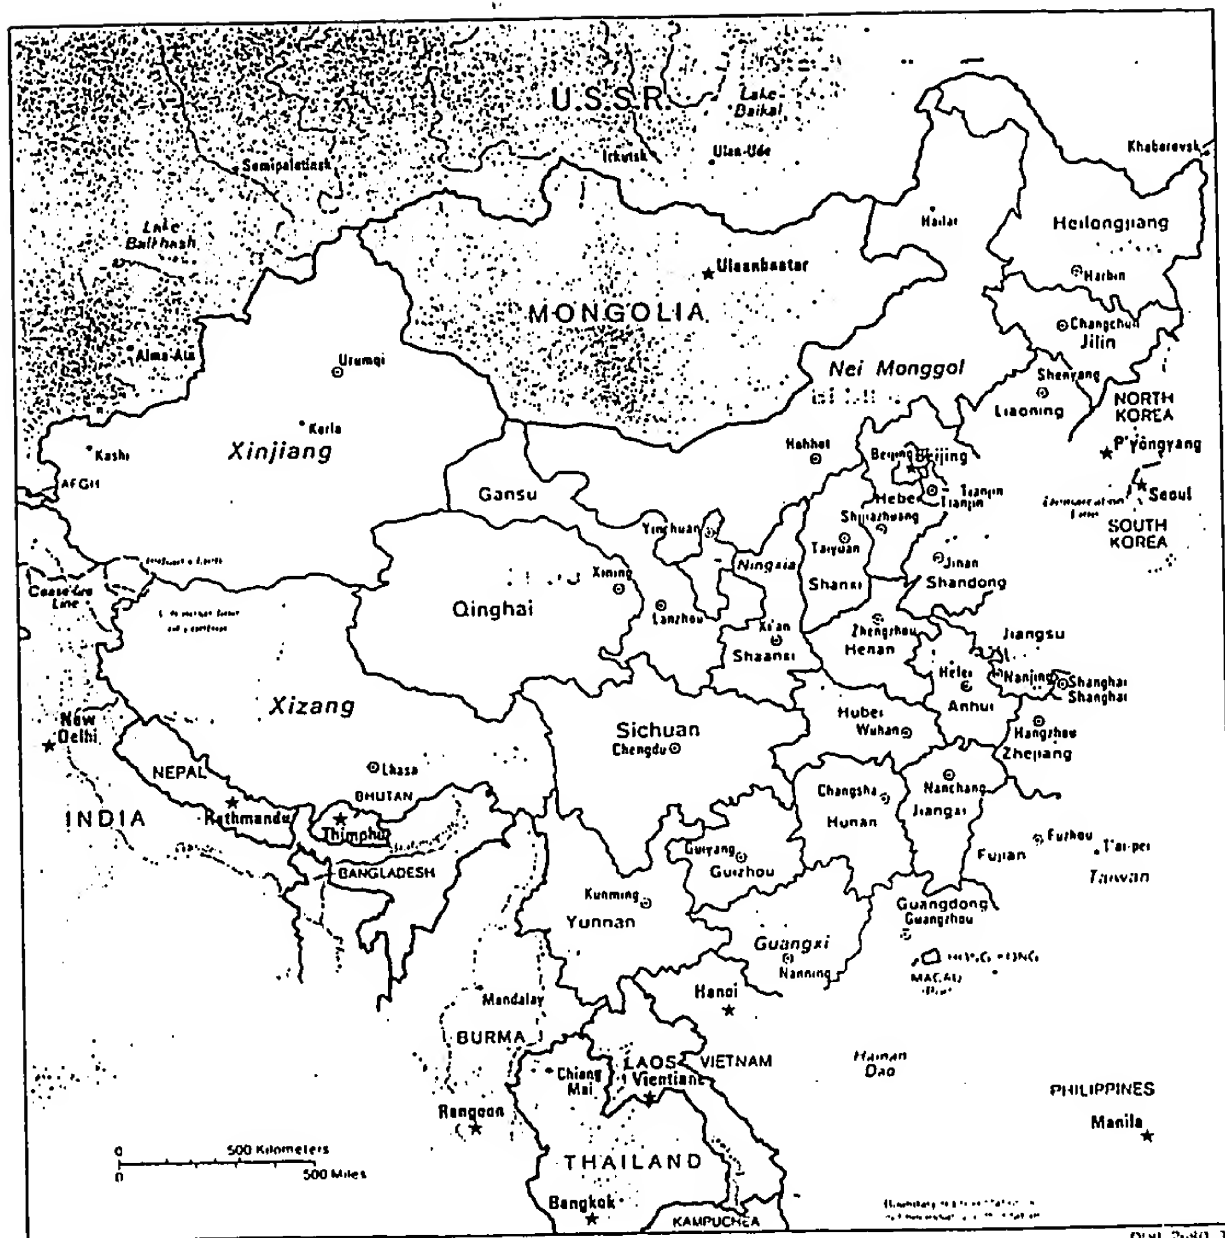 U.S.S.R.
Lake
Baikal
Khabarovsk
Irkutsk
Ulan-Ude
Semipalatinsk
Hailar
Heilongjiang
Lake
Balkhash
Ulaanbaatar
Harbin
MONGOLIA
Changchun
Jilin
Alma-Ata
Urumqi
Nei Monggol
Shenyang
Liaoning
NORTH
KOREA
Korla
Kashi
Xinjiang
Hohhot
Beijing
Beijing
P'yongyang
AFGH
Gansu
Hebei
Tianjin
Tianjin
Seoul
Shijiazhuang
Yinchuan
SOUTH
KOREA
Taiyuan
Ningxia
Jinan
Xining
Shanxi
Shandong
Cease-fire
Line
Qinghai
Lanzhou
Xi'an
Zhengzhou
Jiangsu
Shaanxi
Henan
Hefei
Nanjing
Shanghai
Shanghai
Xizang
Anhui
New
Delhi
Sichuan
Hubei
Wuhan
Hangzhou
Chengdu
Zhejiang
NEPAL
Lhasa
BHUTAN
Changsha
Nanchang
INDIA
Kathmandu
Thimphu
Hunan
Jiangxi
Guiyang
Fuzhou
T'ai-pei
BANGLADESH
Guizhou
Fujian
Taiwan
Kunming
Yunnan
Guangdong
Guangzhou
Guangxi
Nanning
HONG KONG
MACAU
Hanoi
Mandalay
BURMA
LAOS
VIETNAM
Hainan
Dao
Chiang
Mai
Vientiane
PHILIPPINES
Rangoon
Manila
0 500 Kilometers
0 500 Miles
THAILAND
Bangkok
KAMPUCHEA